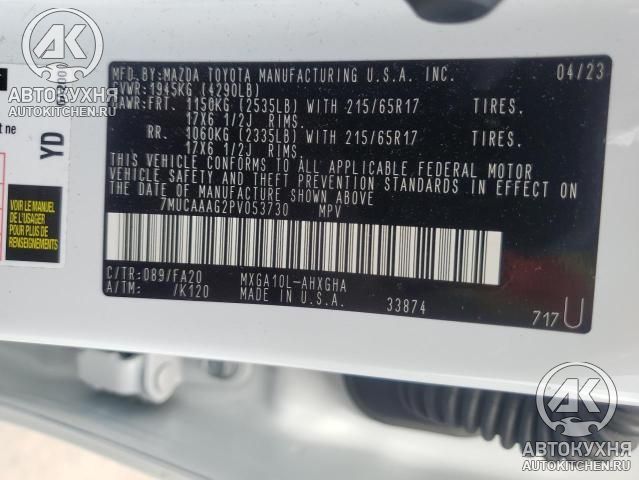 MFD.BY:MAZDA TOYOTA MANUFACTURING U.S.A. INC. 04/23
GVWR:1945KG (4290LB)
GAWR:FRT. 1150KG (2535LB) WITH 215/65R17 TIRES.
17X6 1/2J RIMS.
RR. 1060KG (2335LB) WITH 215/65R17 TIRES.
17X6 1/2J RIMS.
THIS VEHICLE CONFORMS TO ALL APPLICABLE FEDERAL MOTOR
VEHICLE SAFETY AND THEFT PREVENTION STANDARDS IN EFFECT ON
THE DATE OF MANUFACTURE SHOWN ABOVE
7MUCAAAG2PV053730 MPV
C/TR:089/FA20 MXGA10L-AHXGHA
A/TM: /K120 MADE IN U.S.A. 33874
717U
YD
ne
LE MANUEL
DE L'USAGER
POUR PLUS DE
RENSEIGNEMENTS
АК
АВТОКУХНЯ
AUTOKITCHEN.RU
АК
АВТОКУХНЯ
AUTOKITCHEN.RU